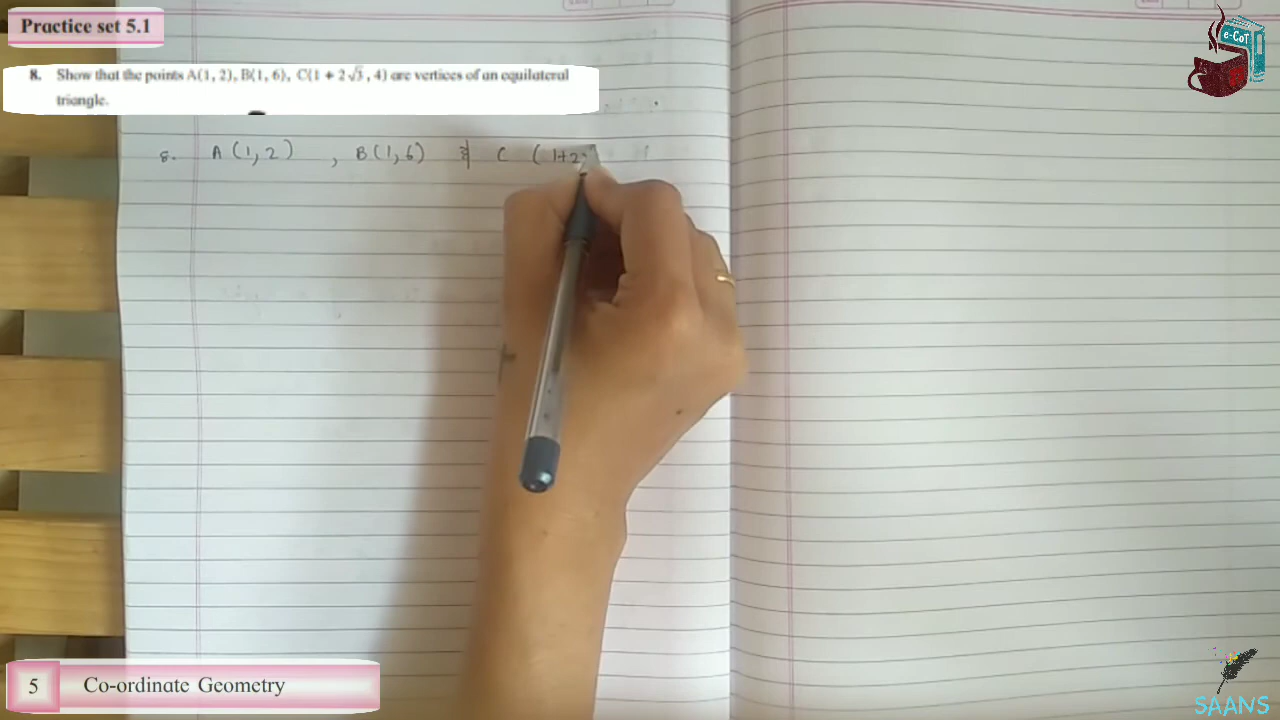 Practice set 5.1
e-CoT
8. Show that the points A(1, 2), B(1, 6), C(1 + 2√3, 4) are vertices of an equilateral
triangle.
8. A (1, 2) , B (1, 6) & C ( 1+2
5 Co-ordinate Geometry
SAANS